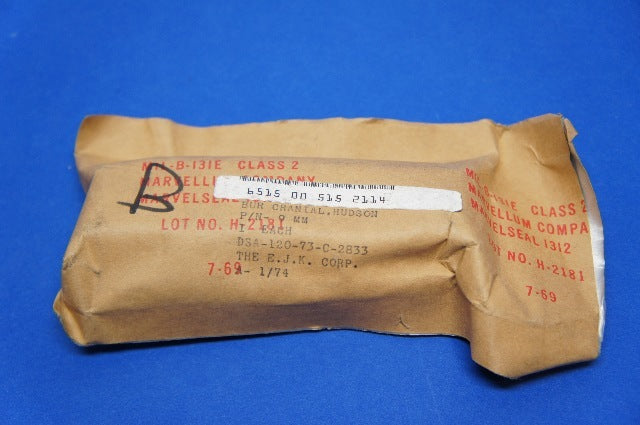 B-131E CLASS 2
MARVELLUM COMPANY
MARVELSEAL
LOT NO. H-2181
7-69
B
6515 00 515 2114
BUR CRANIAL, HUDSON
P/N- 9 MM
1 EACH
DSA-120-73-C-2833
THE E.J.K. CORP.
A- 1/74
CLASS 2
MARVELLUM COMPA
MARVELSEAL 1312
LOT NO. H-2181
7-69